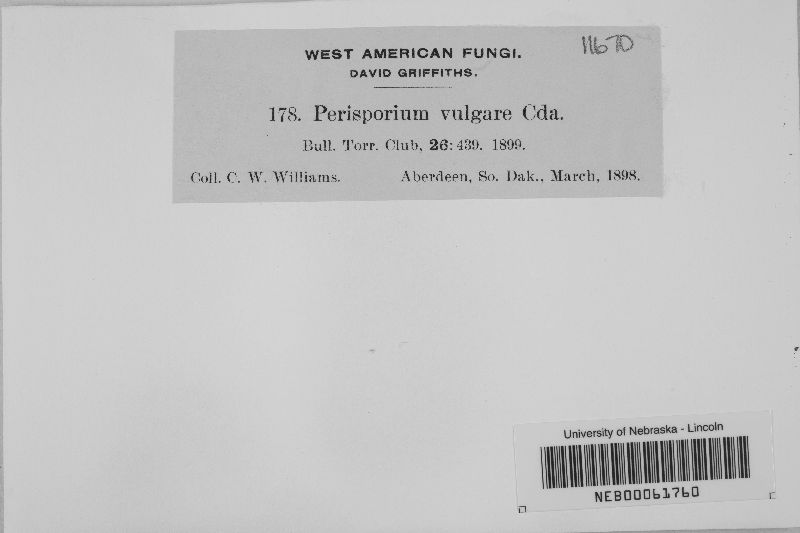 WEST AMERICAN FUNGI.
11670
DAVID GRIFFITHS.
178. Perisporium vulgare Cda.
Bull. Torr. Club, 26:439. 1899.
Coll. C. W. Williams. Aberdeen, So. Dak., March, 1898.
University of Nebraska - Lincoln
NEB00061760